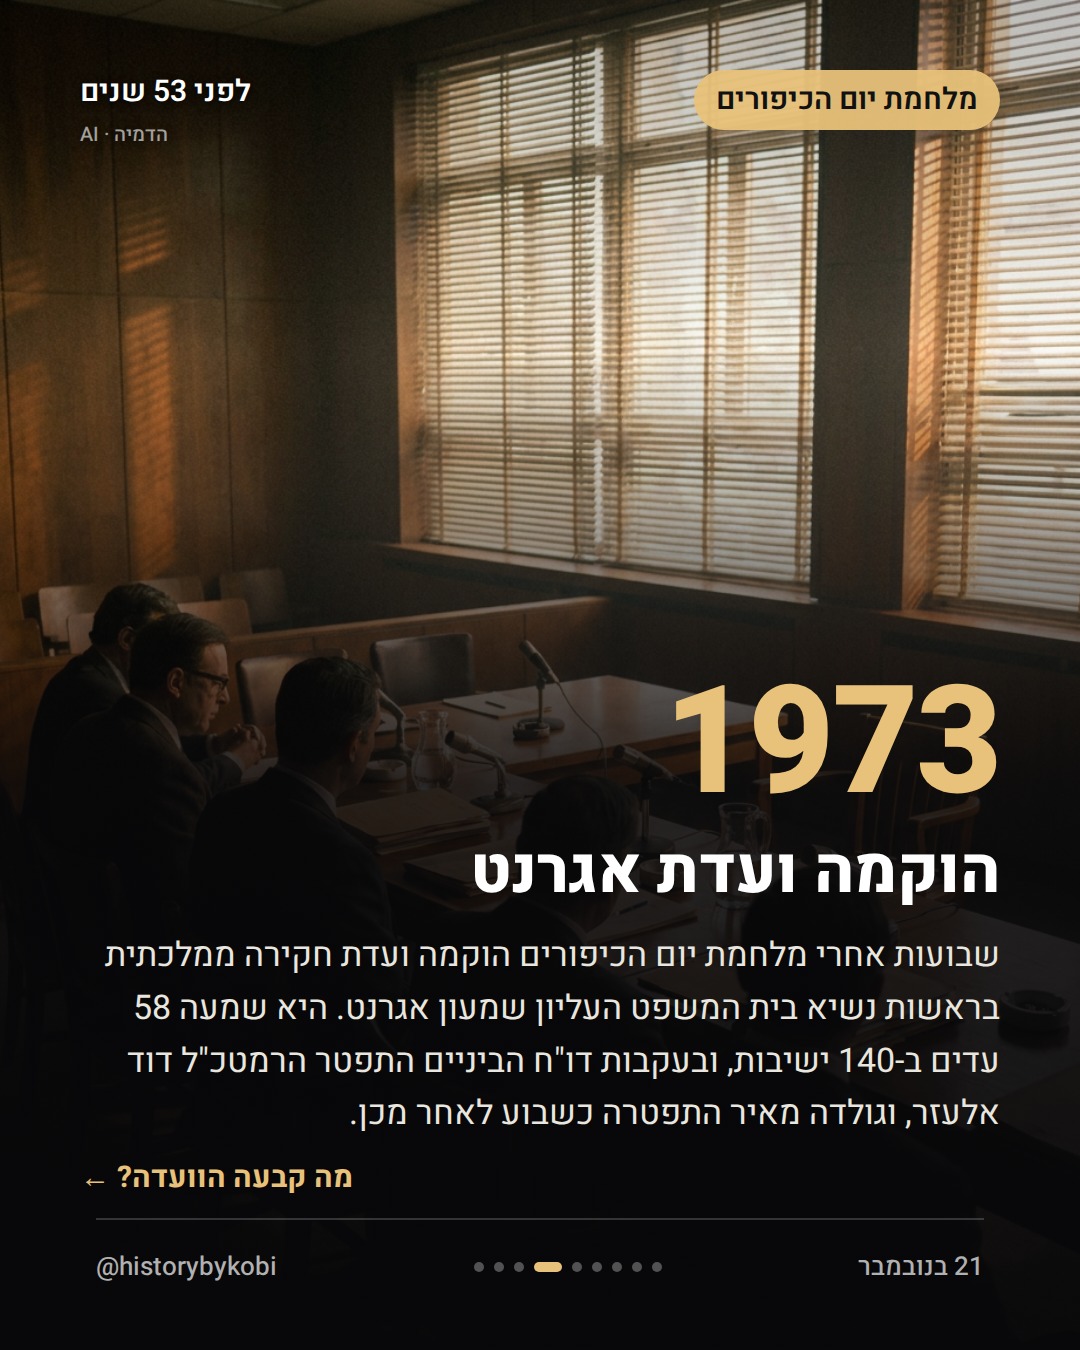 מלחמת יום הכיפורים
לפני 53 שנים
הדמיה · AI
1973
הוקמה ועדת אגרנט
שבועות אחרי מלחמת יום הכיפורים הוקמה ועדת חקירה ממלכתית
בראשות נשיא בית המשפט העליון שמעון אגרנט. היא שמעה 58
עדים ב-140 ישיבות, ובעקבות דו"ח הביניים התפטר הרמטכ"ל דוד
אלעזר, וגולדה מאיר התפטרה כשבוע לאחר מכן.
מה קבעה הוועדה? ←
21 בנובמבר
@historybykobi